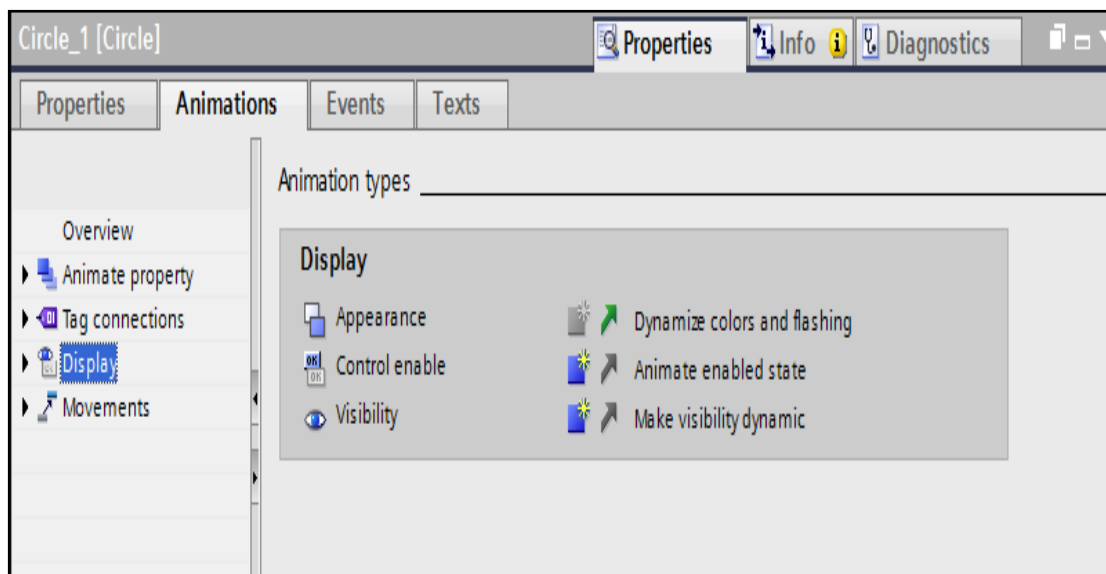 Circle_1 [Circle]
Properties Info Diagnostics
Properties Animations Events Texts
Animation types
Overview
Animate property
Tag connections
Display
Movements
Display
Appearance Dynamize colors and flashing
Control enable Animate enabled state
Visibility Make visibility dynamic